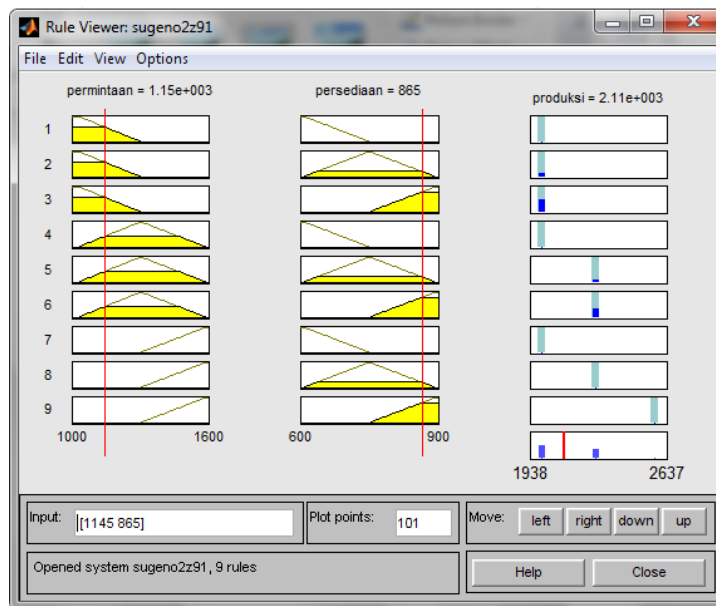 Rule Viewer: sugeno2z91
File Edit View Options
permintaan = 1.15e+003
persediaan = 865
produksi = 2.11e+003
1
2
3
4
5
6
7
8
9
1000 1600
600 900
1938 2637
Input: [1145 865]
Plot points: 101
Move: left right down up
Opened system sugeno2z91, 9 rules
Help Close